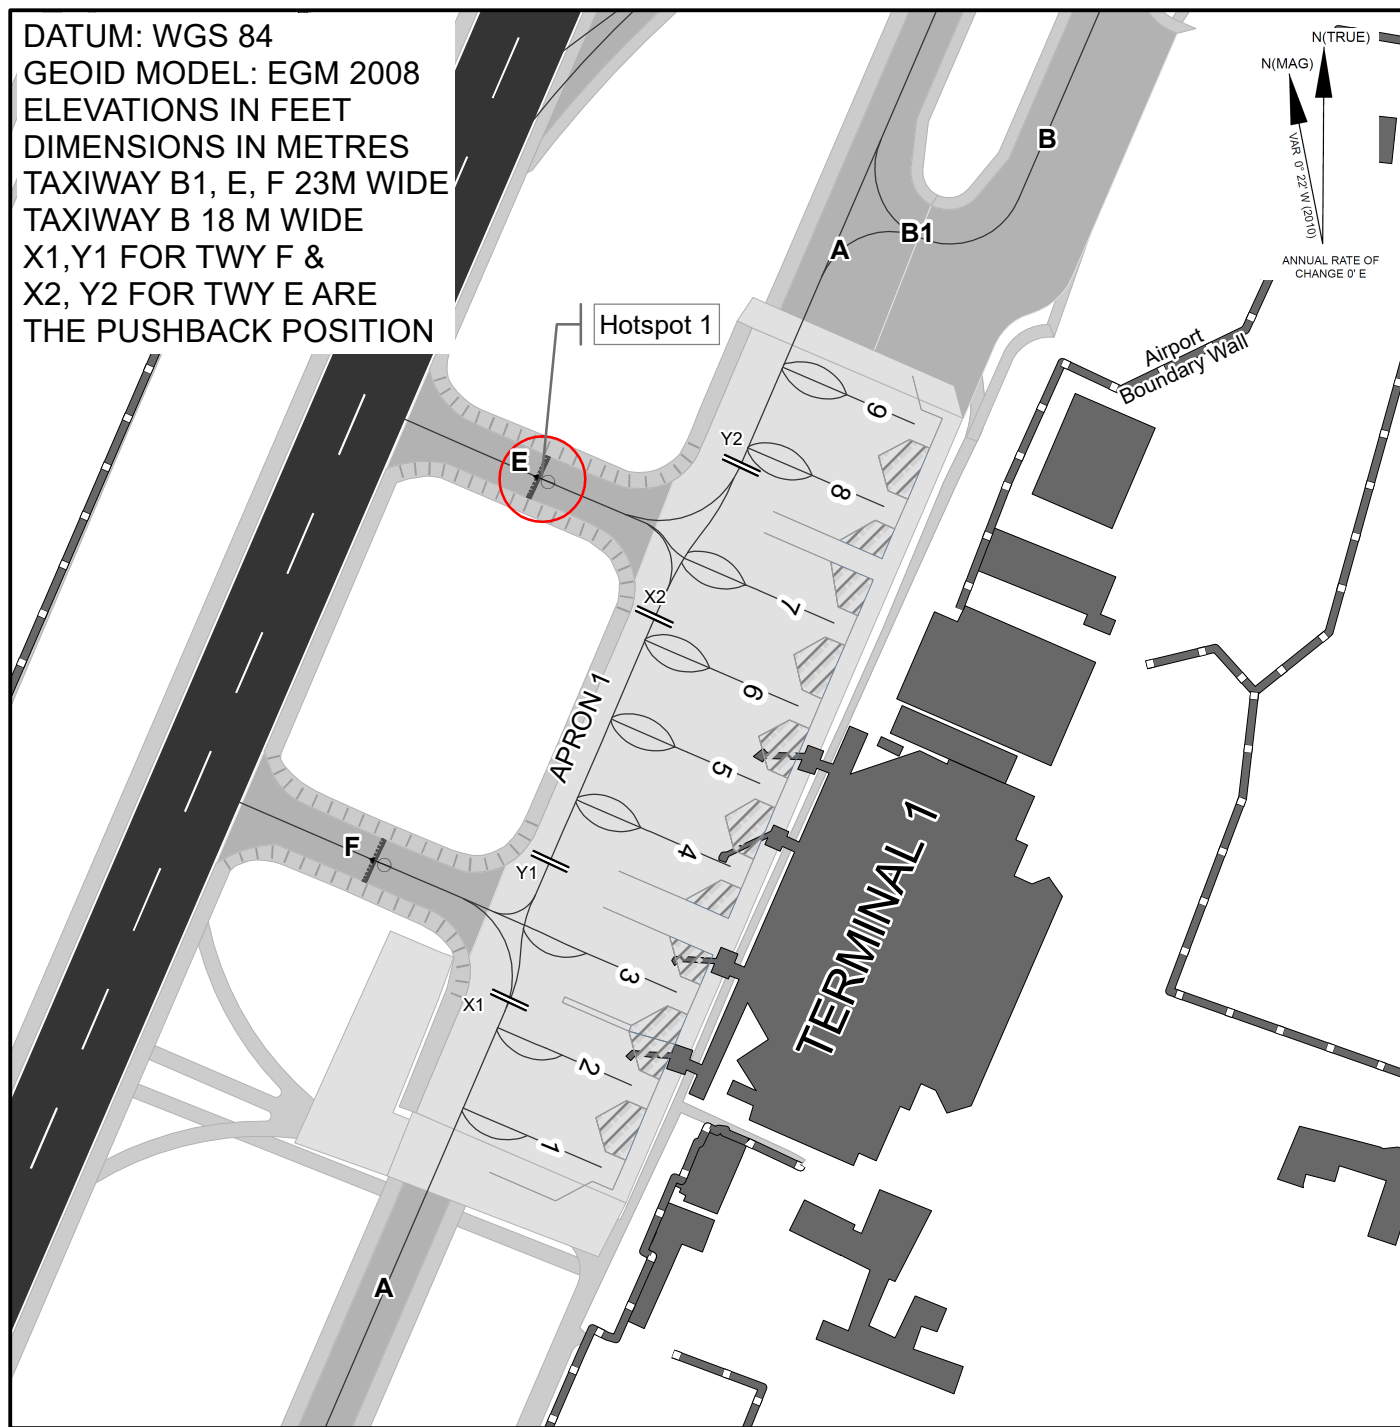 DATUM: WGS 84
GEOID MODEL: EGM 2008
ELEVATIONS IN FEET
DIMENSIONS IN METRES
TAXIWAY B1, E, F 23M WIDE
TAXIWAY B 18 M WIDE
X1,Y1 FOR TWY F &
X2, Y2 FOR TWY E ARE
THE PUSHBACK POSITION
N(TRUE)
N(MAG)
VAR 0° 22' W (2010)
ANNUAL RATE OF
CHANGE 0' E
B
B1
A
Hotspot 1
Airport
Boundary Wall
9
Y2
E
8
X2
7
6
APRON 1
5
4
TERMINAL 1
F
Y1
3
X1
2
1
A